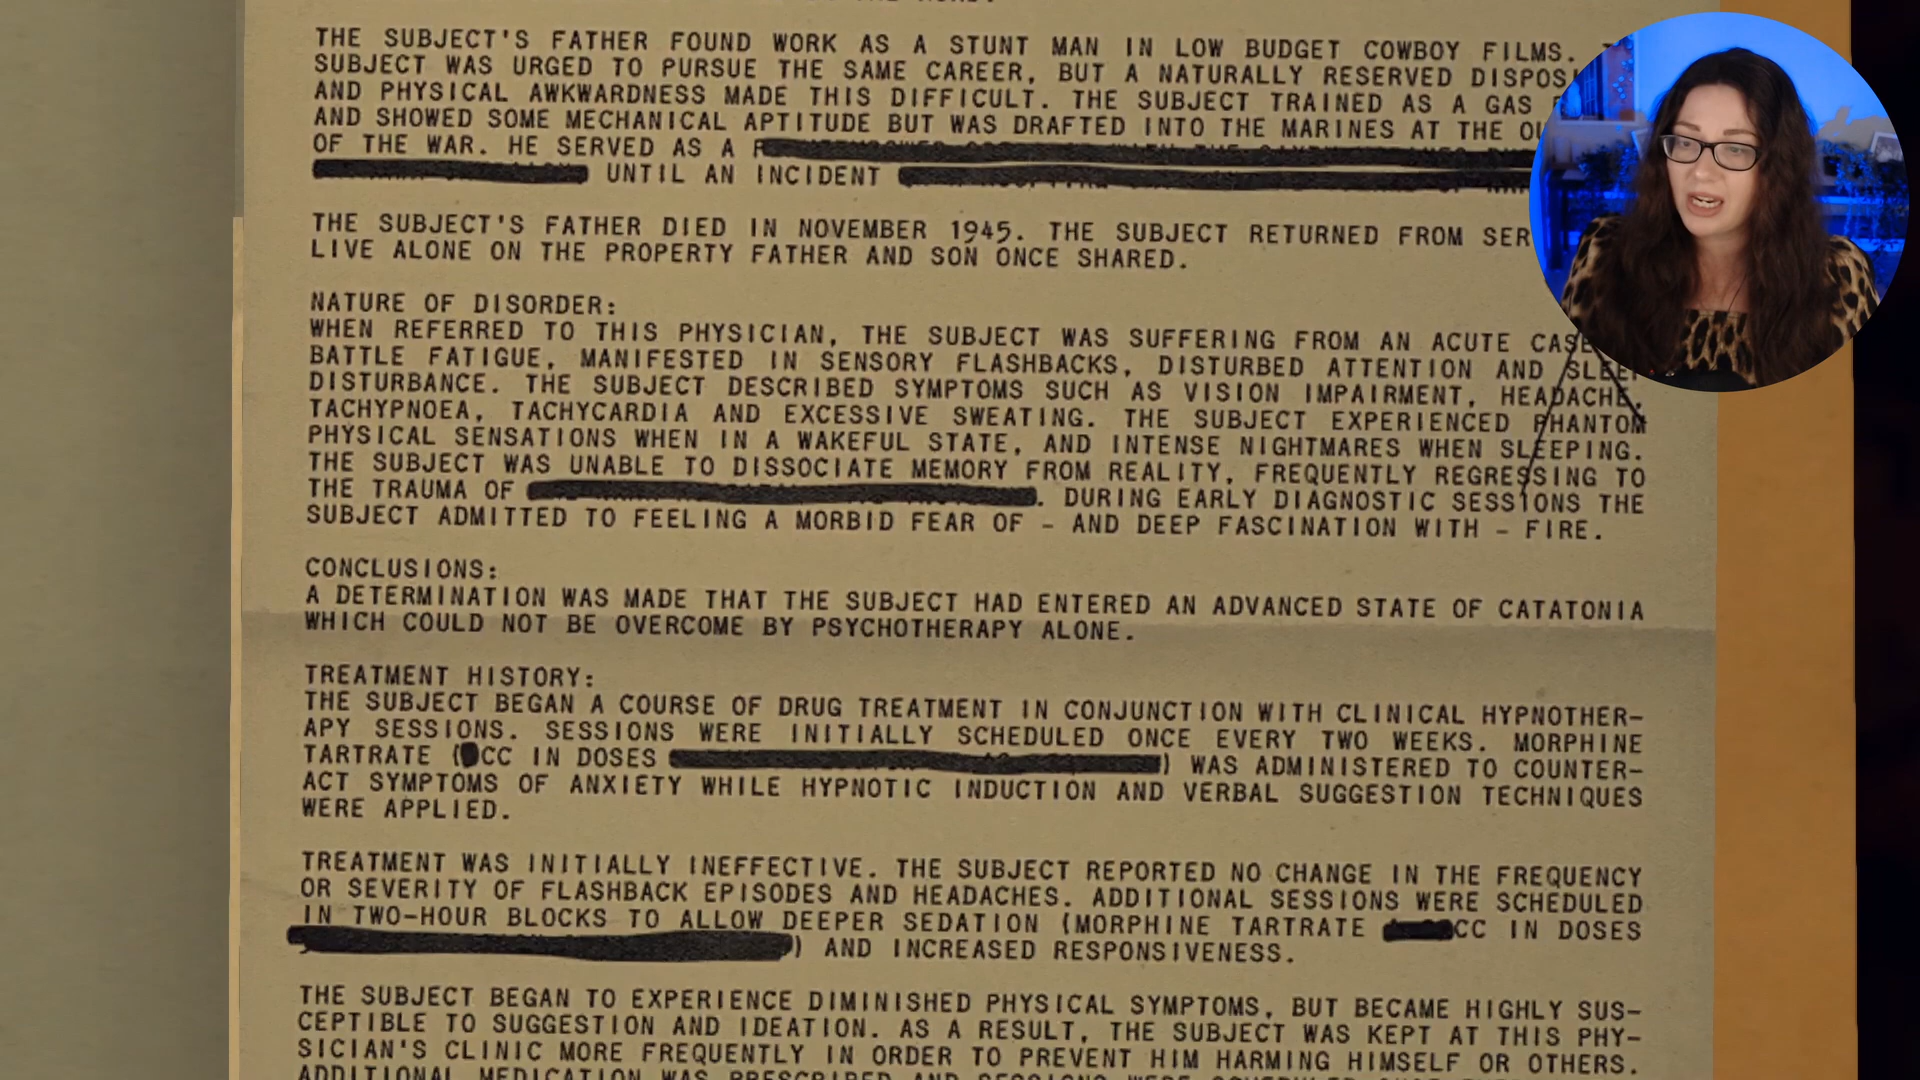 THE SUBJECT'S FATHER FOUND WORK AS A STUNT MAN IN LOW BUDGET COWBOY FILMS.
SUBJECT WAS URGED TO PURSUE THE SAME CAREER, BUT A NATURALLY RESERVED
AND PHYSICAL AWKWARDNESS MADE THIS DIFFICULT. THE SUBJECT TRAINED AS A GAS
AND SHOWED SOME MECHANICAL APTITUDE BUT WAS DRAFTED INTO THE MARINES AT THE
OF THE WAR. HE SERVED AS A
UNTIL AN INCIDENT
THE SUBJECT'S FATHER DIED IN NOVEMBER 1945. THE SUBJECT RETURNED FROM
LIVE ALONE ON THE PROPERTY FATHER AND SON ONCE SHARED.
NATURE OF DISORDER:
WHEN REFERRED TO THIS PHYSICIAN, THE SUBJECT WAS SUFFERING FROM AN ACUTE CASE
BATTLE FATIGUE, MANIFESTED IN SENSORY FLASHBACKS, DISTURBED ATTENTION AND SLEEP
DISTURBANCE. THE SUBJECT DESCRIBED SYMPTOMS SUCH AS VISION IMPAIRMENT, HEADACHE,
TACHYPNOEA, TACHYCARDIA AND EXCESSIVE SWEATING. THE SUBJECT EXPERIENCED PHANTOM
PHYSICAL SENSATIONS WHEN IN A WAKEFUL STATE, AND INTENSE NIGHTMARES WHEN SLEEPING.
THE SUBJECT WAS UNABLE TO DISSOCIATE MEMORY FROM REALITY, FREQUENTLY REGRESSING TO
THE TRAUMA OF . DURING EARLY DIAGNOSTIC SESSIONS THE
SUBJECT ADMITTED TO FEELING A MORBID FEAR OF - AND DEEP FASCINATION WITH - FIRE.
CONCLUSIONS:
A DETERMINATION WAS MADE THAT THE SUBJECT HAD ENTERED AN ADVANCED STATE OF CATATONIA
WHICH COULD NOT BE OVERCOME BY PSYCHOTHERAPY ALONE.
TREATMENT HISTORY:
THE SUBJECT BEGAN A COURSE OF DRUG TREATMENT IN CONJUNCTION WITH CLINICAL HYPNOTHER-
APY SESSIONS. SESSIONS WERE INITIALLY SCHEDULED ONCE EVERY TWO WEEKS. MORPHINE
TARTRATE ( CC IN DOSES ) WAS ADMINISTERED TO COUNTER-
ACT SYMPTOMS OF ANXIETY WHILE HYPNOTIC INDUCTION AND VERBAL SUGGESTION TECHNIQUES
WERE APPLIED.
TREATMENT WAS INITIALLY INEFFECTIVE. THE SUBJECT REPORTED NO CHANGE IN THE FREQUENCY
OR SEVERITY OF FLASHBACK EPISODES AND HEADACHES. ADDITIONAL SESSIONS WERE SCHEDULED
IN TWO-HOUR BLOCKS TO ALLOW DEEPER SEDATION (MORPHINE TARTRATE CC IN DOSES
) AND INCREASED RESPONSIVENESS.
THE SUBJECT BEGAN TO EXPERIENCE DIMINISHED PHYSICAL SYMPTOMS, BUT BECAME HIGHLY SUS-
CEPTIBLE TO SUGGESTION AND IDEATION. AS A RESULT, THE SUBJECT WAS KEPT AT THIS PHY-
SICIAN'S CLINIC MORE FREQUENTLY IN ORDER TO PREVENT HIM HARMING HIMSELF OR OTHERS.
ADDITIONAL MEDICATION WAS PRESCRIBED AND SESSIONS WERE